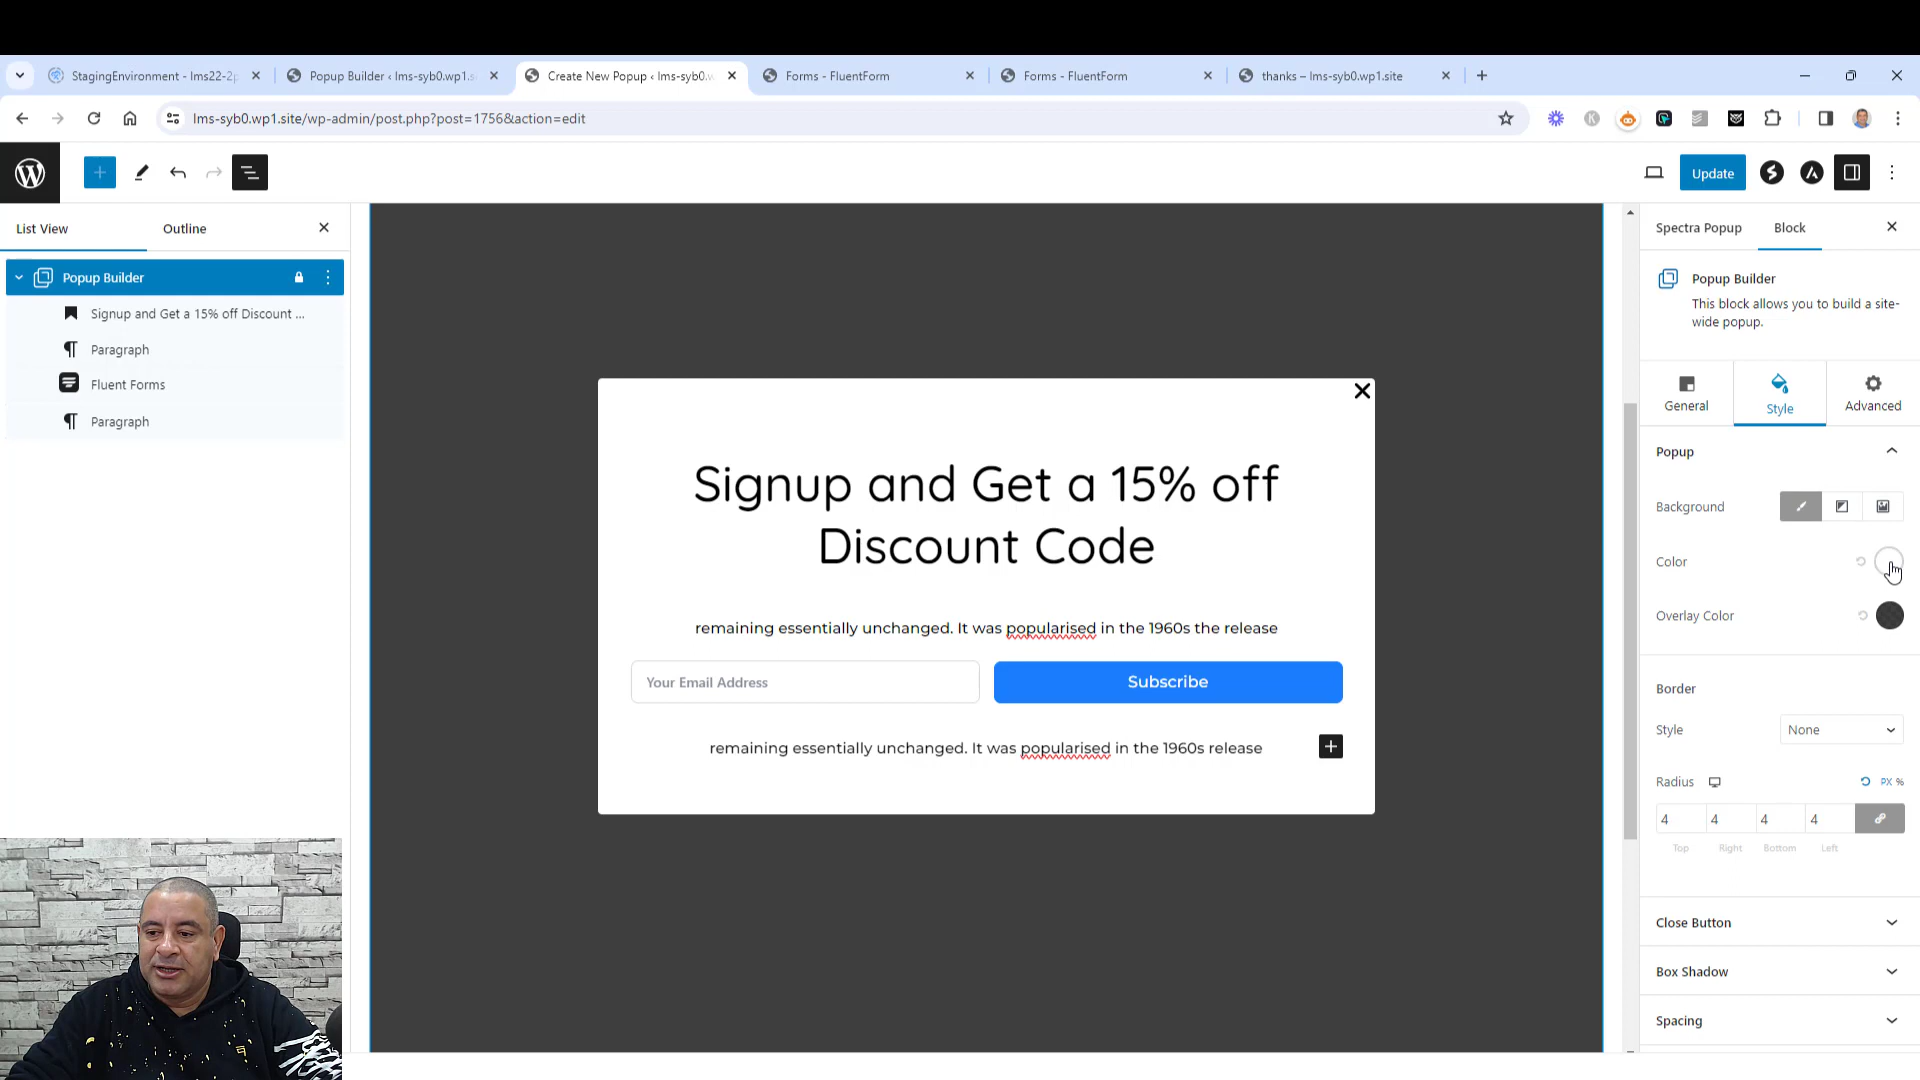 StagingEnvironment - lms22-2p
Popup Builder ‹ lms-syb0.wp1.s
Create New Popup ‹ lms-syb0.w
Forms - FluentForm
Forms - FluentForm
thanks – lms-syb0.wp1.site
lms-syb0.wp1.site/wp-admin/post.php?post=1756&action=edit
Update
List View
Outline
Popup Builder
Signup and Get a 15% off Discount ...
Paragraph
Fluent Forms
Paragraph
Signup and Get a 15% off
Discount Code
remaining essentially unchanged. It was popularised in the 1960s the release
Your Email Address
Subscribe
remaining essentially unchanged. It was popularised in the 1960s release
Spectra Popup
Block
Popup Builder
This block allows you to build a site-
wide popup.
General
Style
Advanced
Popup
Background
Color
Overlay Color
Border
Style
None
Radius
PX %
4 4 4 4
Top Right Bottom Left
Close Button
Box Shadow
Spacing